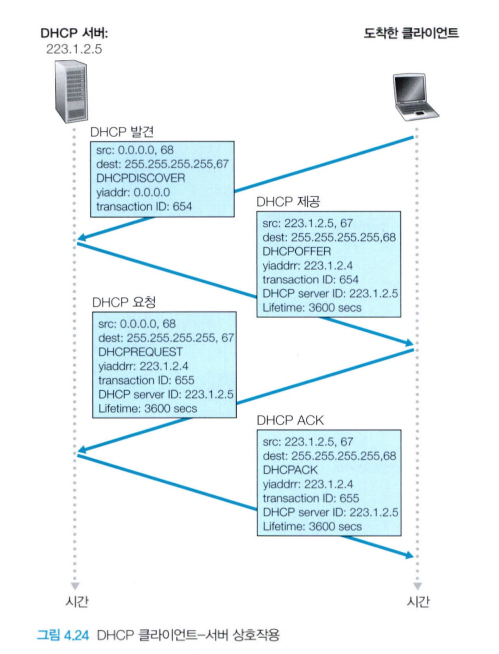 DHCP 서버:
223.1.2.5
도착한 클라이언트
DHCP 발견
src: 0.0.0.0, 68
dest: 255.255.255.255,67
DHCPDISCOVER
yiaddr: 0.0.0.0
transaction ID: 654
DHCP 제공
src: 223.1.2.5, 67
dest: 255.255.255.255,68
DHCPOFFER
yiaddrr: 223.1.2.4
transaction ID: 654
DHCP server ID: 223.1.2.5
Lifetime: 3600 secs
DHCP 요청
src: 0.0.0.0, 68
dest: 255.255.255.255, 67
DHCPREQUEST
yiaddrr: 223.1.2.4
transaction ID: 655
DHCP server ID: 223.1.2.5
Lifetime: 3600 secs
DHCP ACK
src: 223.1.2.5, 67
dest: 255.255.255.255,68
DHCPACK
yiaddrr: 223.1.2.4
transaction ID: 655
DHCP server ID: 223.1.2.5
Lifetime: 3600 secs
시간
시간
그림 4.24 DHCP 클라이언트–서버 상호작용